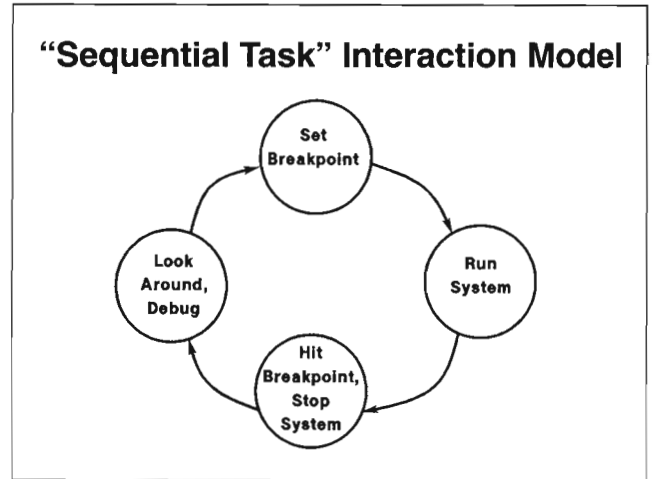 “Sequential Task” Interaction Model
Set
Breakpoint
Run
System
Hit
Breakpoint,
Stop
System
Look
Around,
Debug